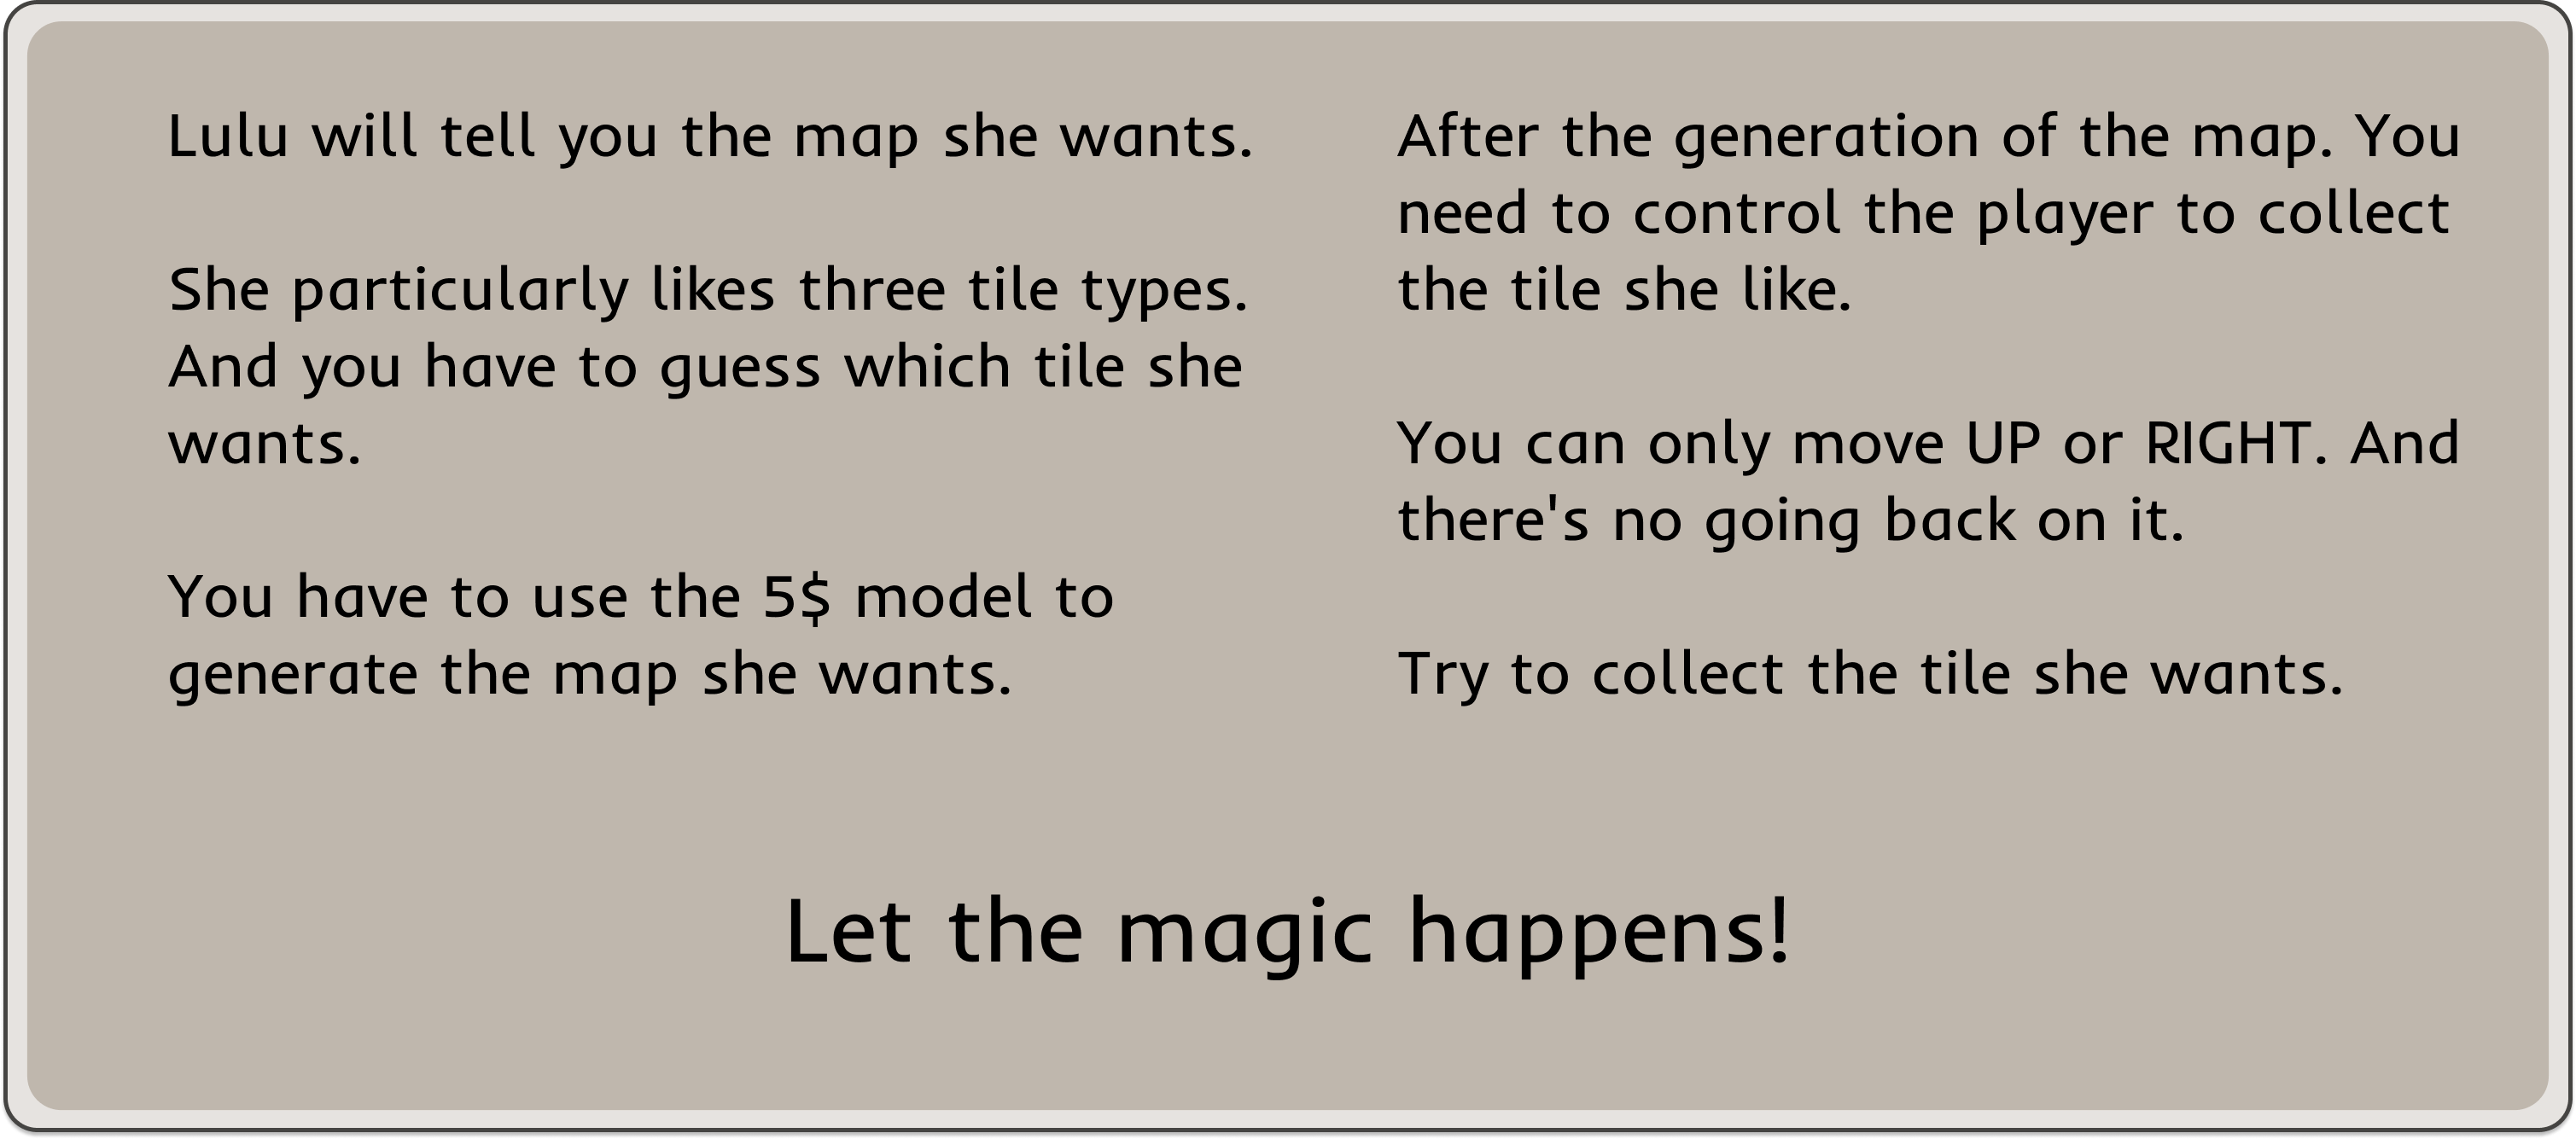 Lulu will tell you the map she wants.
She particularly likes three tile types.
And you have to guess which tile she
wants.
You have to use the 5$ model to
generate the map she wants.
After the generation of the map. You
need to control the player to collect
the tile she like.
You can only move UP or RIGHT. And
there's no going back on it.
Try to collect the tile she wants.
Let the magic happens!